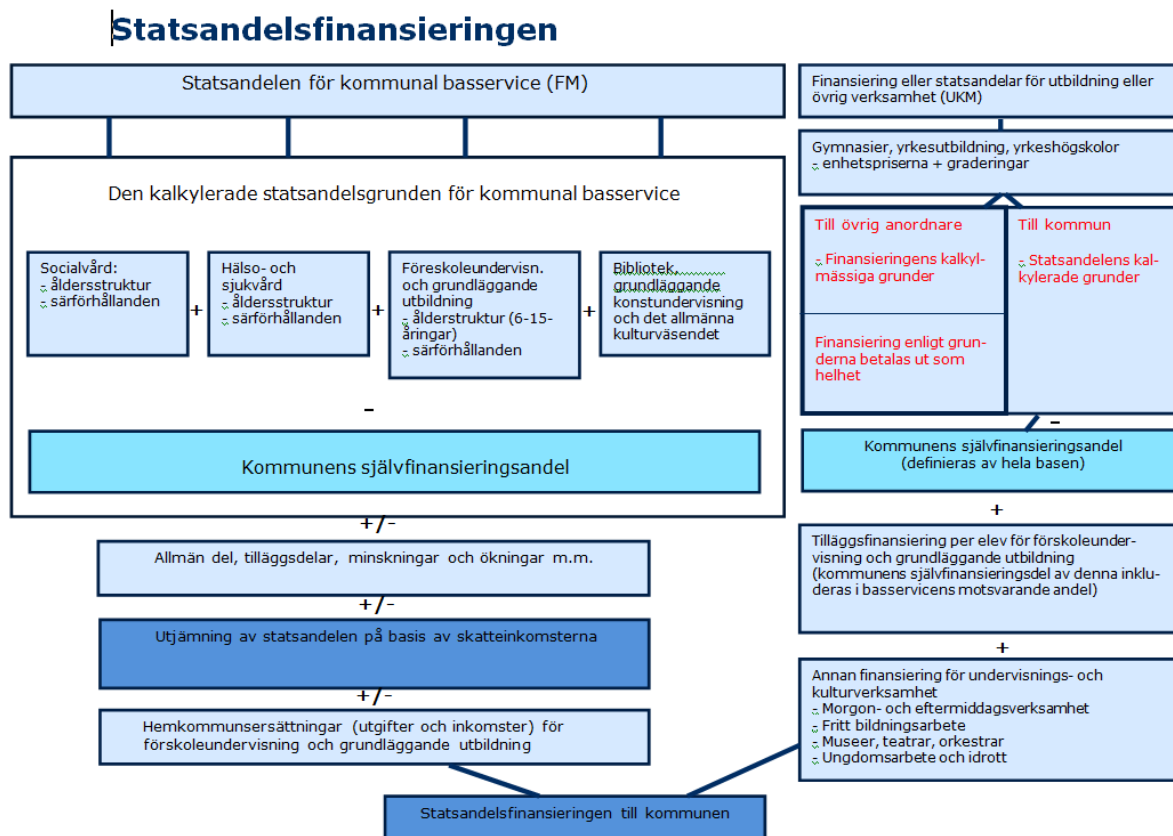 Statsandelsfinansieringen
Statsandelen för kommunal basservice (FM)
Den kalkylerade statsandelsgrunden för kommunal basservice
Socialvård:
- åldersstruktur
- särförhållanden
+
Hälso- och
sjukvård
- åldersstruktur
- särförhållanden
+
Föreskoleundervisn.
och grundläggande
utbildning
- ålderstruktur (6-15-
åringar)
- särförhållanden
+
Bibliotek,
grundläggande
konstundervisning
och det allmänna
kulturväsendet
-
Kommunens självfinansieringsandel
+/-
Allmän del, tilläggsdelar, minskningar och ökningar m.m.
+/-
Utjämning av statsandelen på basis av skatteinkomsterna
+/-
Hemkommunsersättningar (utgifter och inkomster) för
förskoleundervisning och grundläggande utbildning
Finansiering eller statsandelar för utbildning eller
övrig verksamhet (UKM)
Gymnasier, yrkesutbildning, yrkeshögskolor
- enhetspriserna + graderingar
Till övrig anordnare
- Finansieringens kalkyl-
mässiga grunder
Finansiering enligt grun-
derna betalas ut som
helhet
Till kommun
- Statsandelens kal-
kylerade grunder
-
Kommunens självfinansieringsandel
(definieras av hela basen)
+
Tilläggsfinansiering per elev för förskoleunder-
visning och grundläggande utbildning
(kommunens självfinansieringsdel av denna inklu-
deras i basservicens motsvarande andel)
+
Annan finansiering för undervisnings- och
kulturverksamhet
- Morgon- och eftermiddagsverksamhet
- Fritt bildningsarbete
- Museer, teatrar, orkestrar
- Ungdomsarbete och idrott
Statsandelsfinansieringen till kommunen